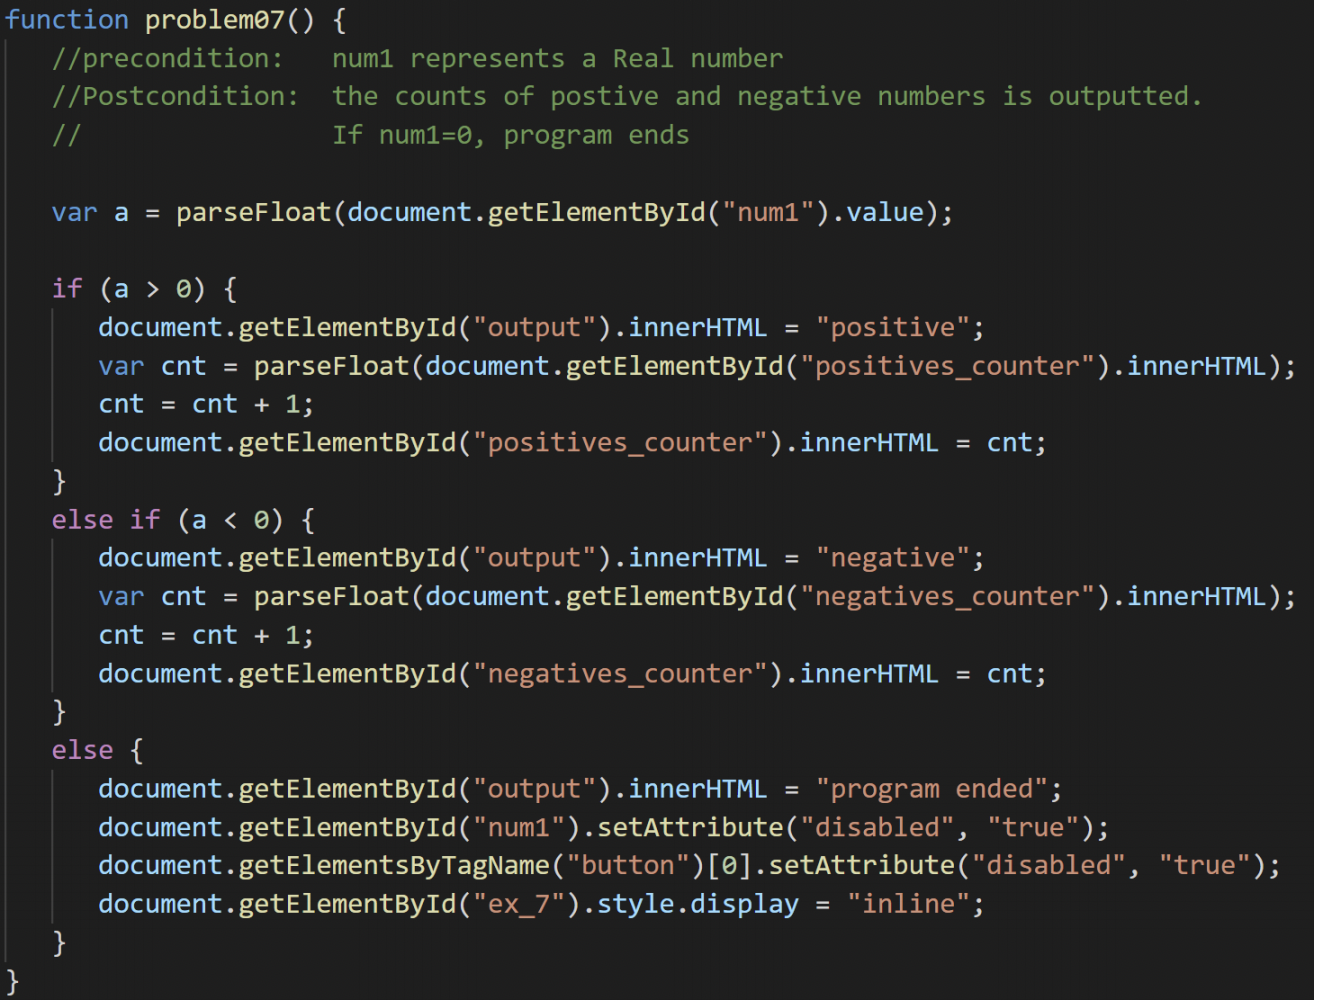 function problem07() {
   //precondition:   num1 represents a Real number
   //Postcondition:  the counts of postive and negative numbers is outputted.
   //                If num1=0, program ends
   var a = parseFloat(document.getElementById("num1").value);
   if (a > 0) {
      document.getElementById("output").innerHTML = "positive";
      var cnt = parseFloat(document.getElementById("positives_counter").innerHTML);
      cnt = cnt + 1;
      document.getElementById("positives_counter").innerHTML = cnt;
   }
   else if (a < 0) {
      document.getElementById("output").innerHTML = "negative";
      var cnt = parseFloat(document.getElementById("negatives_counter").innerHTML);
      cnt = cnt + 1;
      document.getElementById("negatives_counter").innerHTML = cnt;
   }
   else {
      document.getElementById("output").innerHTML = "program ended";
      document.getElementById("num1").setAttribute("disabled", "true");
      document.getElementsByTagName("button")[0].setAttribute("disabled", "true");
      document.getElementById("ex_7").style.display = "inline";
   }
}